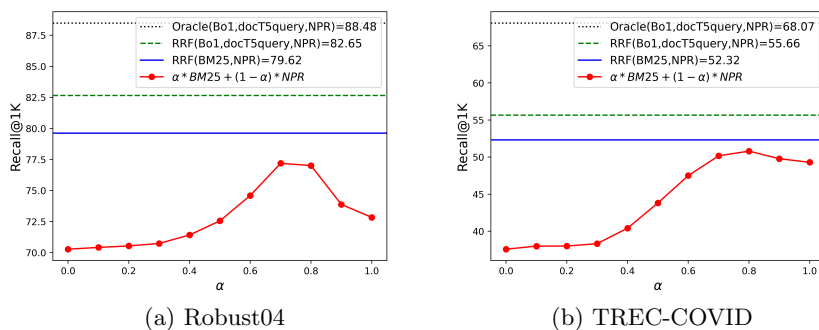 Oracle(Bo1,docT5query,NPR)=88.48
RRF(Bo1,docT5query,NPR)=82.65
RRF(BM25,NPR)=79.62
α*BM25+(1−α)*NPR
Recall@1K
87.5
85.0
82.5
80.0
77.5
75.0
72.5
70.0
0.0 0.2 0.4 0.6 0.8 1.0
α
(a) Robust04
Oracle(Bo1,docT5query,NPR)=68.07
RRF(Bo1,docT5query,NPR)=55.66
RRF(BM25,NPR)=52.32
α*BM25+(1−α)*NPR
Recall@1K
65
60
55
50
45
40
0.0 0.2 0.4 0.6 0.8 1.0
α
(b) TREC-COVID